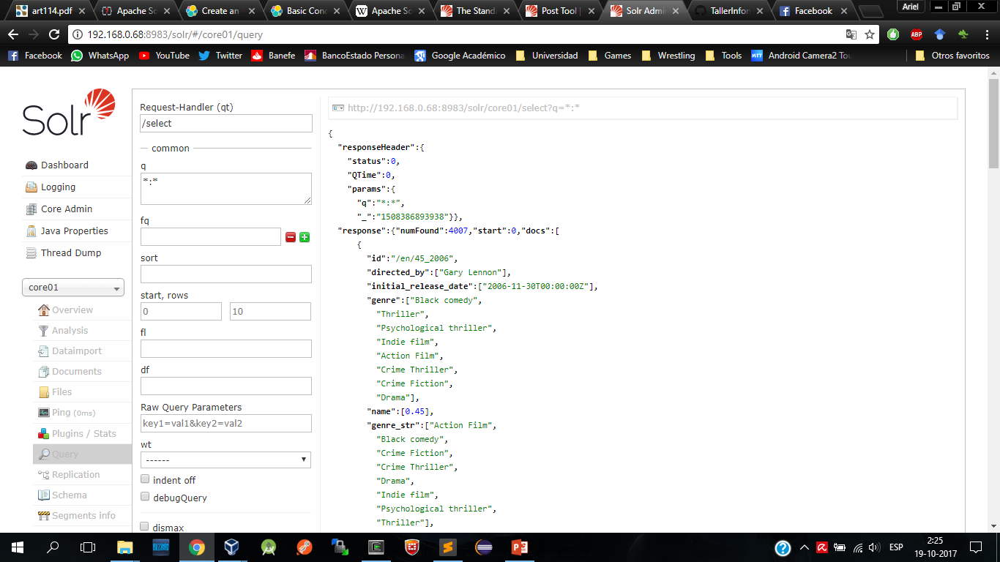 art114.pdf
Apache So
Create an
Basic Con
Apache So
The Stand
Post Tool
Solr Admi
TallerInfor
Facebook
Ariel
192.168.0.68:8983/solr/#/core01/query
Facebook
WhatsApp
YouTube
Twitter
Banefe
BancoEstado Persona
Google Académico
Universidad
Games
Wrestling
Tools
Android Camera2 Tou
Otros favoritos
Solr
Dashboard
Logging
Core Admin
Java Properties
Thread Dump
core01
Overview
Analysis
Dataimport
Documents
Files
Ping (0ms)
Plugins / Stats
Query
Replication
Schema
Segments info
Request-Handler (qt)
/select
common
q
*:*
fq
sort
start, rows
0
10
fl
df
Raw Query Parameters
key1=val1&key2=val2
wt
------
indent off
debugQuery
dismax
http://192.168.0.68:8983/solr/core01/select?q=*:*
{
"responseHeader":{
"status":0,
"QTime":0,
"params":{
"q":"*:*",
"_":"1508386893938"}},
"response":{"numFound":4007,"start":0,"docs":[
{
"id":"/en/45_2006",
"directed_by":["Gary Lennon"],
"initial_release_date":["2006-11-30T00:00:00Z"],
"genre":["Black comedy",
"Thriller",
"Psychological thriller",
"Indie film",
"Action Film",
"Crime Thriller",
"Crime Fiction",
"Drama"],
"name":[0.45],
"genre_str":["Action Film",
"Black comedy",
"Crime Fiction",
"Crime Thriller",
"Drama",
"Indie film",
"Psychological thriller",
"Thriller"],
ESP
2:25
19-10-2017